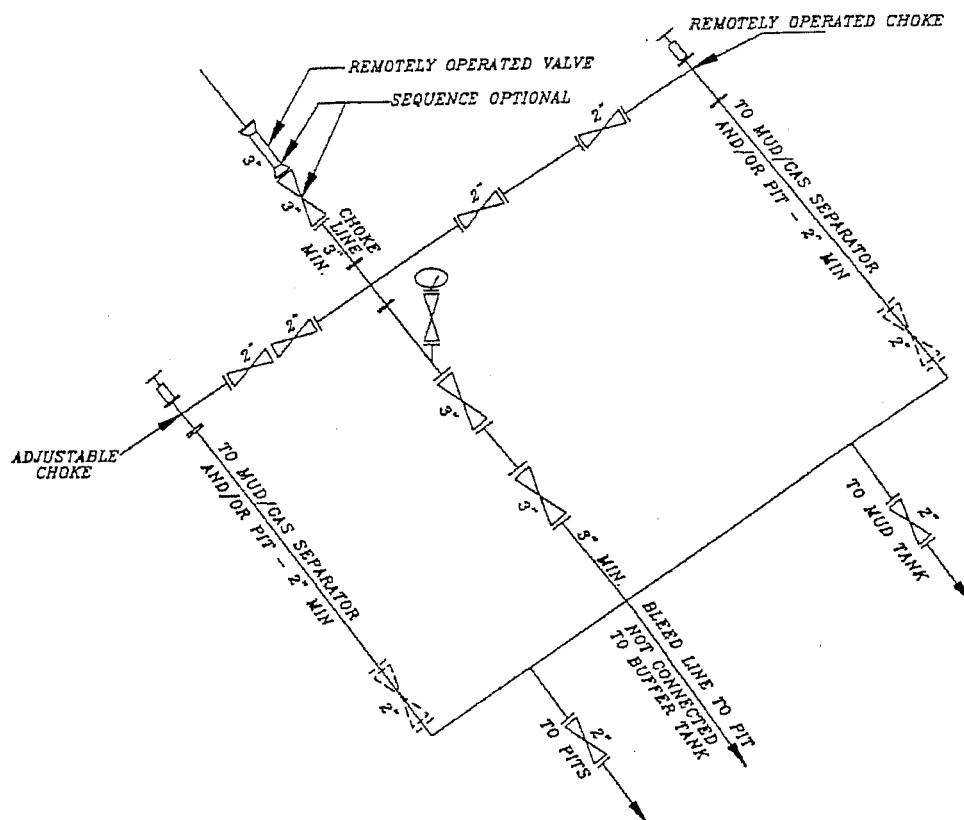 REMOTELY OPERATED CHOKE
REMOTELY OPERATED VALVE
SEQUENCE OPTIONAL
3"
3"
CHOKE
LINE
3"
MIN.
2"
2"
TO MUD/GAS SEPARATOR
AND/OR PIT - 2" MIN
2"
2"
2"
ADJUSTABLE
CHOKE
TO MUD/GAS SEPARATOR
AND/OR PIT - 2" MIN
2"
3"
3"
3" MIN.
BLEED LINE TO PIT
NOT CONNECTED
TO BUFFER TANK
2"
TO MUD TANK
2"
TO PITS